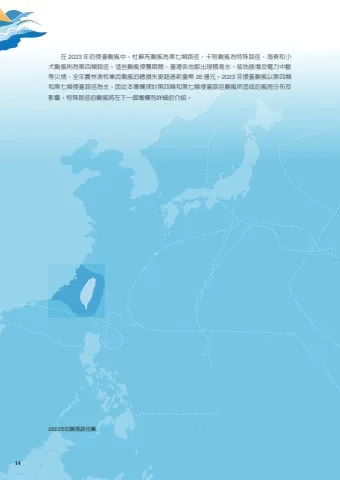 在 2023 年的侵臺颱風中,杜蘇芮颱風為第七類路徑,卡努颱風為特殊路徑,海葵和小
犬颱風則為第四類路徑。這些颱風侵襲期間,臺灣各地都出現積淹水、坡地崩塌及電力中斷
等災情,全年農林漁牧業因颱風的總損失更超過新臺幣 26 億元。2023 年侵臺颱風以第四類
和第七類侵臺路徑為主,因此本專欄探討第四類和第七類侵臺路徑颱風所造成的風雨分布及
影響,特殊路徑的颱風將在下一個專欄有詳細的介紹。
2023年的颱風路徑圖
14